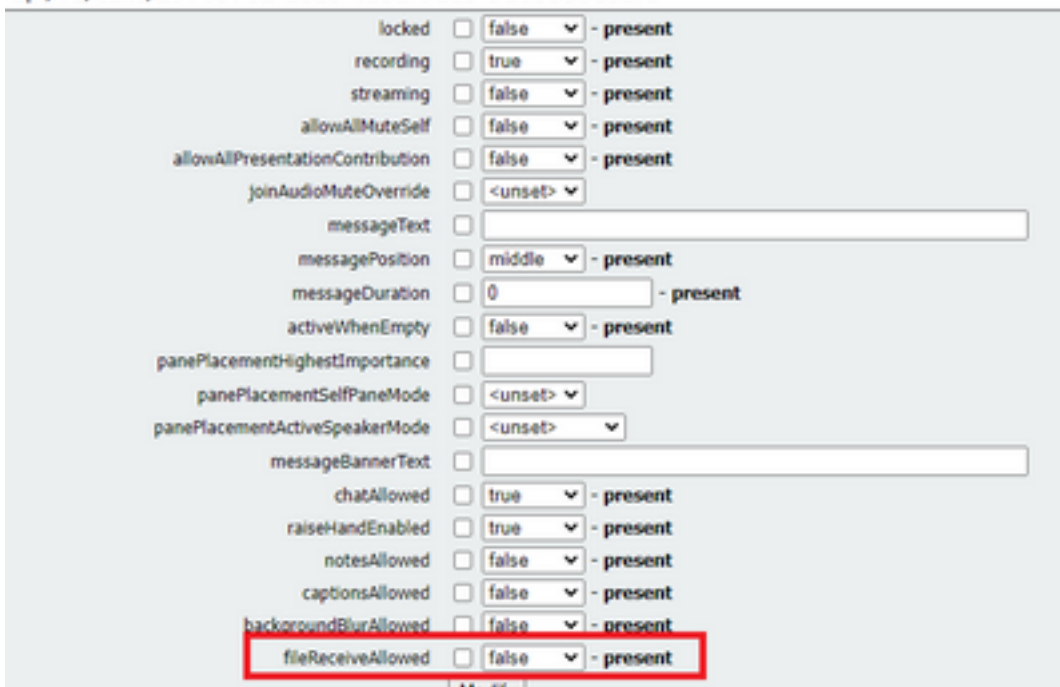 locked false - present
recording true - present
streaming false - present
allowAllMuteSelf false - present
allowAllPresentationContribution false - present
joinAudioMuteOverride <unset>
messageText
messagePosition middle - present
messageDuration 0 - present
activeWhenEmpty false - present
panePlacementHighestImportance
panePlacementSelfPaneMode <unset>
panePlacementActiveSpeakerMode <unset>
messageBannerText
chatAllowed true - present
raiseHandEnabled true - present
notesAllowed false - present
captionsAllowed false - present
backgroundBlurAllowed false - present
fileReceiveAllowed false - present